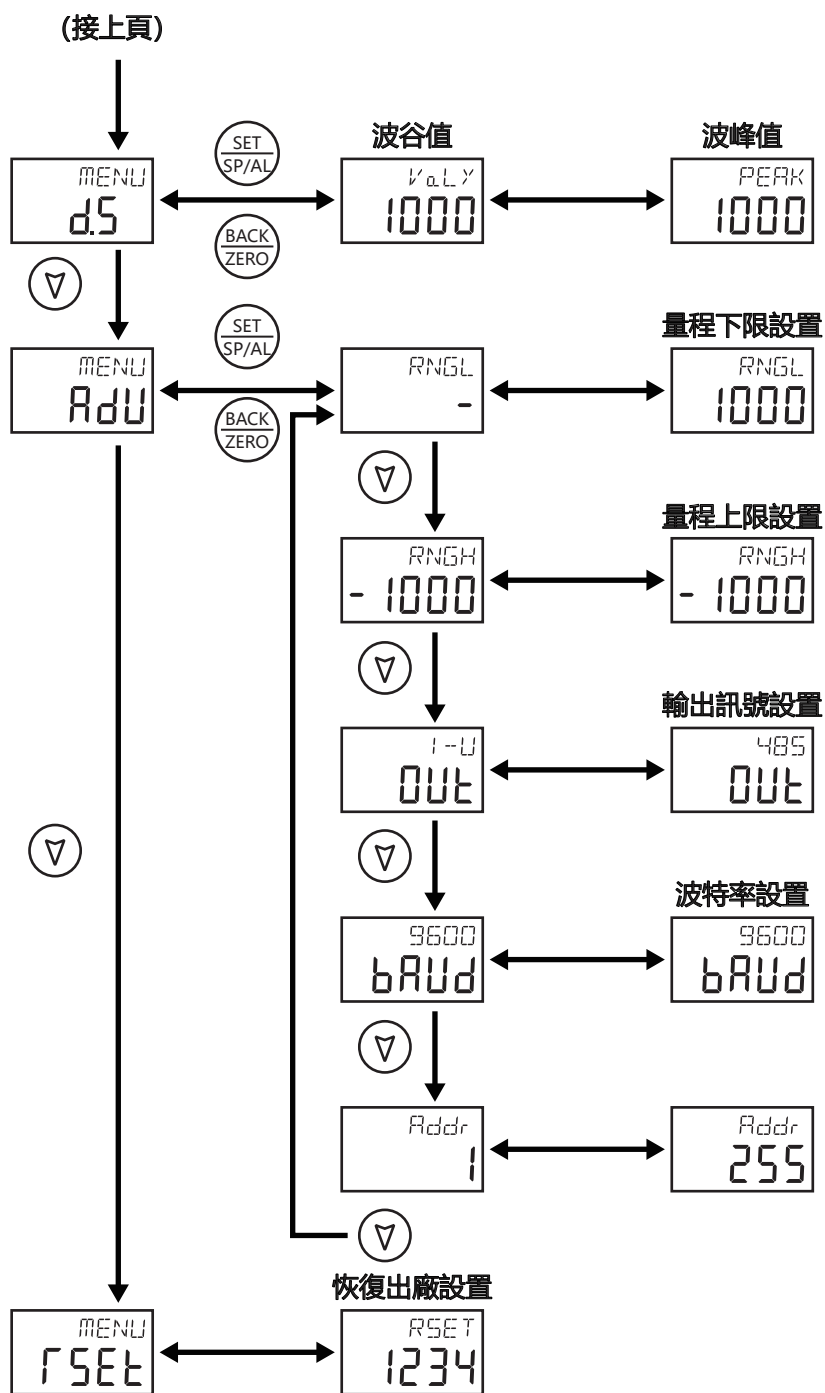 (接上頁)
SET
SP/AL
波谷值
波峰值
MENU
d.S
VaLY
1000
PEAK
1000
BACK
ZERO
SET
SP/AL
量程下限設置
MENU
AdU
RNGL
-
RNGL
1000
BACK
ZERO
量程上限設置
RNGH
- 1000
RNGH
- 1000
輸出訊號設置
I-U
OUt
485
OUt
波特率設置
9600
bAUd
9600
bAUd
Addr
1
Addr
255
恢復出廠設置
MENU
rSEt
RSET
1234